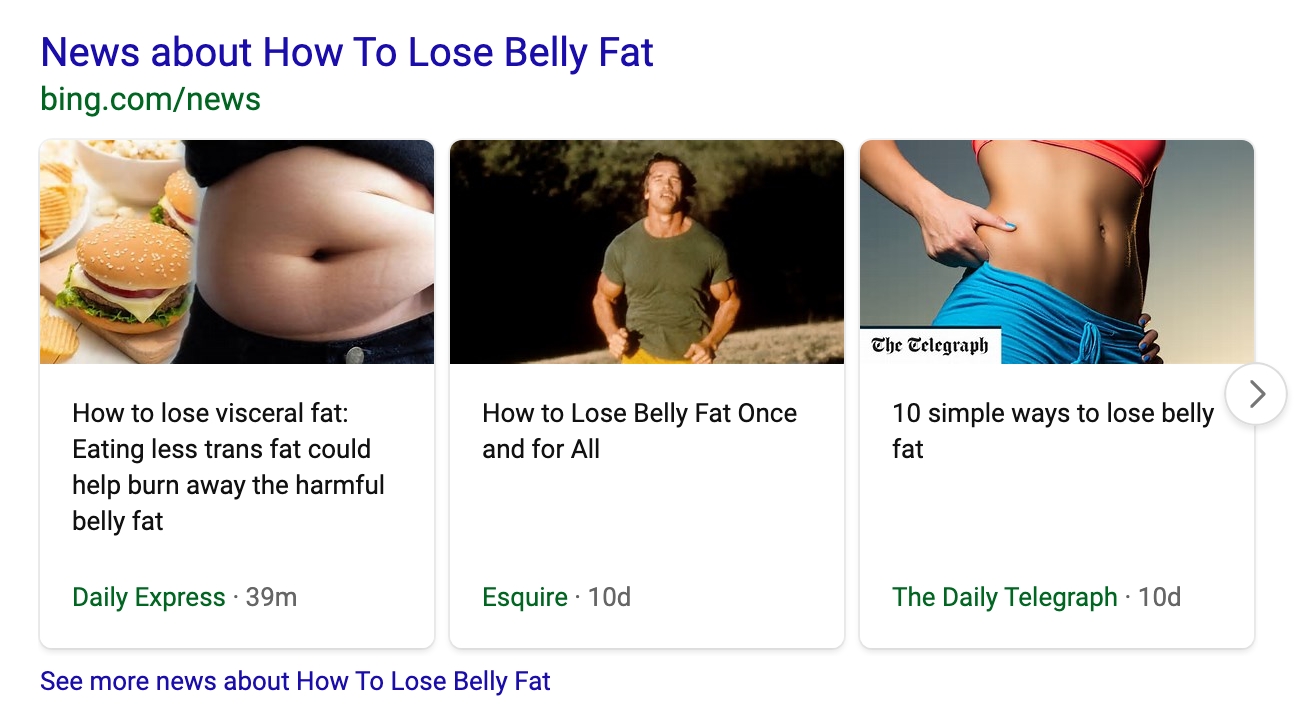 News about How To Lose Belly Fat
bing.com/news
The Telegraph
How to lose visceral fat:
Eating less trans fat could
help burn away the harmful
belly fat
Daily Express · 39m
How to Lose Belly Fat Once
and for All
Esquire · 10d
10 simple ways to lose belly
fat
The Daily Telegraph · 10d
See more news about How To Lose Belly Fat